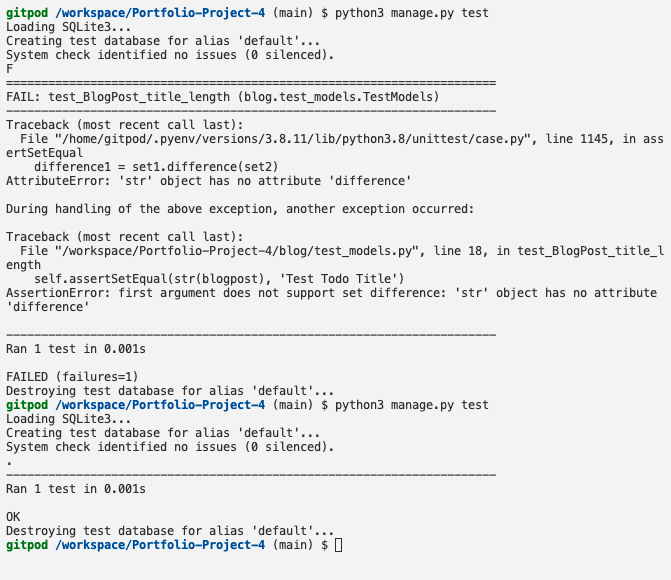 gitpod /workspace/Portfolio-Project-4 (main) $ python3 manage.py test
Loading SQLite3...
Creating test database for alias 'default'...
System check identified no issues (0 silenced).
F
======================================================================
FAIL: test_BlogPost_title_length (blog.test_models.TestModels)
----------------------------------------------------------------------
Traceback (most recent call last):
  File "/home/gitpod/.pyenv/versions/3.8.11/lib/python3.8/unittest/case.py", line 1145, in ass
ertSetEqual
    difference1 = set1.difference(set2)
AttributeError: 'str' object has no attribute 'difference'

During handling of the above exception, another exception occurred:

Traceback (most recent call last):
  File "/workspace/Portfolio-Project-4/blog/test_models.py", line 18, in test_BlogPost_title_l
ength
    self.assertSetEqual(str(blogpost), 'Test Todo Title')
AssertionError: first argument does not support set difference: 'str' object has no attribute
'difference'

----------------------------------------------------------------------
Ran 1 test in 0.001s

FAILED (failures=1)
Destroying test database for alias 'default'...
gitpod /workspace/Portfolio-Project-4 (main) $ python3 manage.py test
Loading SQLite3...
Creating test database for alias 'default'...
System check identified no issues (0 silenced).
.
----------------------------------------------------------------------
Ran 1 test in 0.001s

OK
Destroying test database for alias 'default'...
gitpod /workspace/Portfolio-Project-4 (main) $